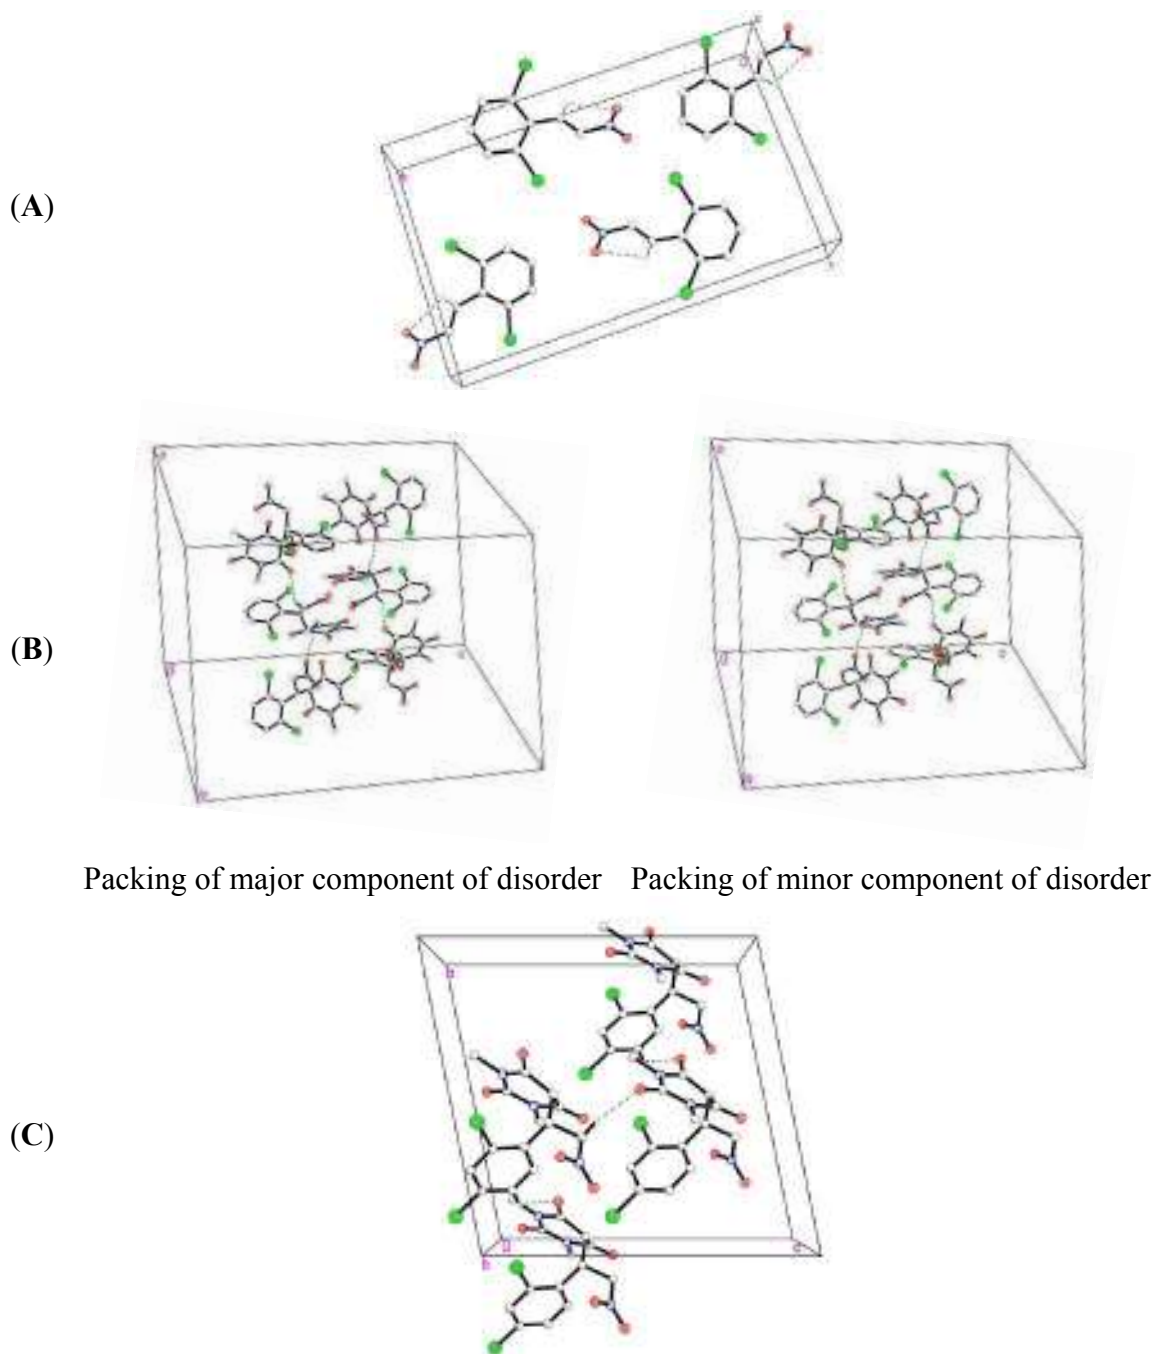 (A)
(B)
Packing of major component of disorder Packing of minor component of disorder
(C)